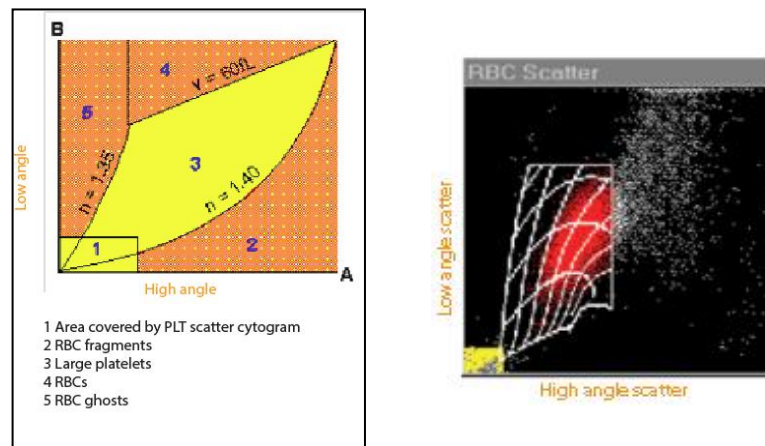 B
4
v = 60fL
5
n = 1.35
3
n = 1.40
1
2
A
Low angle
High angle
1 Area covered by PLT scatter cytogram
2 RBC fragments
3 Large platelets
4 RBCs
5 RBC ghosts
RBC Scatter
Low angle scatter
High angle scatter